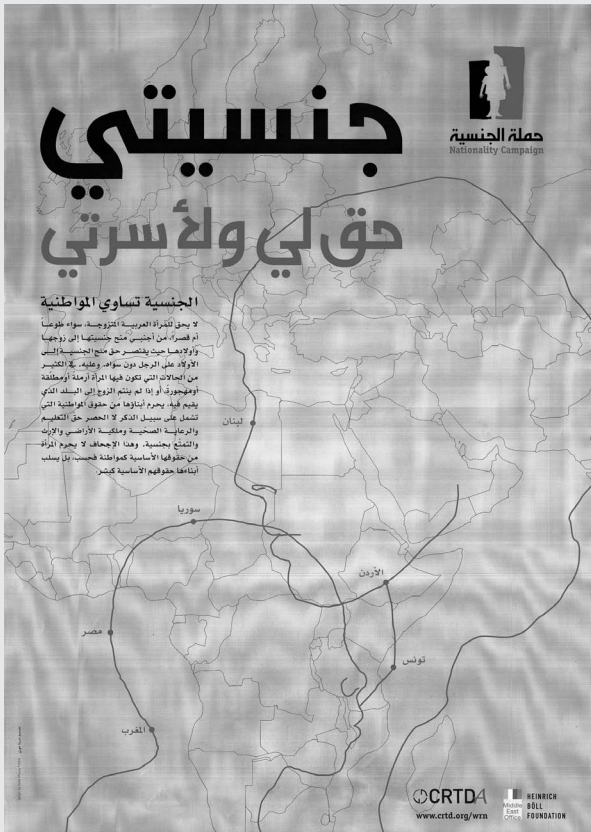 جنسيتي
حق لي ولأسرتي
حملة الجنسية
Nationality Campaign
الجنسية تساوي المواطنية
لا يحق للمرأة العربية المتزوجة، سواء طوعاً
أم قصراً، من أجنبي منح جنسيتها إلى زوجها
وأولادها حيث يقتصر حق منح الجنسية إلى
الأولاد على الرجل دون سواه. وعليه، في الكثير
من الحالات التي تكون فيها المرأة أرملة أومطلقة
أومهجورة، أو إذا لم ينتم الزوج إلى البلد الذي
يقيم فيه، يحرم أبناؤها من حقوق المواطنية التي
تشمل على سبيل الذكر لا الحصر حق التعليم
والرعاية الصحية وملكية الأراضي والإرث
والتمتع بجنسية. وهذا الإجحاف لا يحرم المرأة
من حقوقها الأساسية كمواطنة فحسب، بل يسلب
أبناءها حقوقهم الأساسية كبشر.
لبنان
سوريا
الأردن
مصر
تونس
المغرب
CRTDA
www.crtd.org/wrn
Middle
East
Office
HEINRICH
BÖLL
FOUNDATION